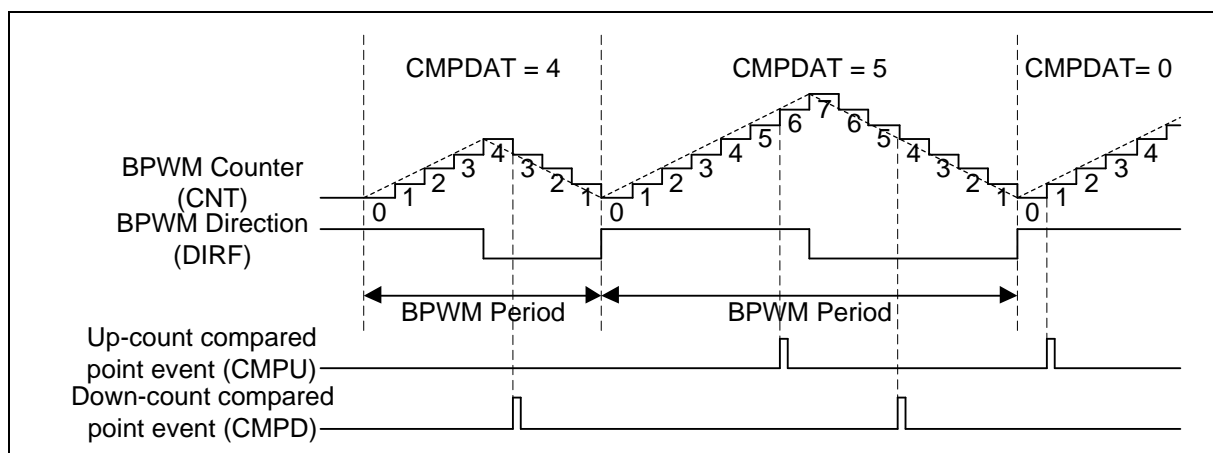 CMPDAT = 4
CMPDAT = 5
CMPDAT= 0
BPWM Counter
(CNT)
0 1 2 3 4 3 2 1 0 1 2 3 4 5 6 7 6 5 4 3 2 1 0 1 2 3 4
BPWM Direction
(DIRF)
BPWM Period
BPWM Period
Up-count compared
point event (CMPU)
Down-count compared
point event (CMPD)